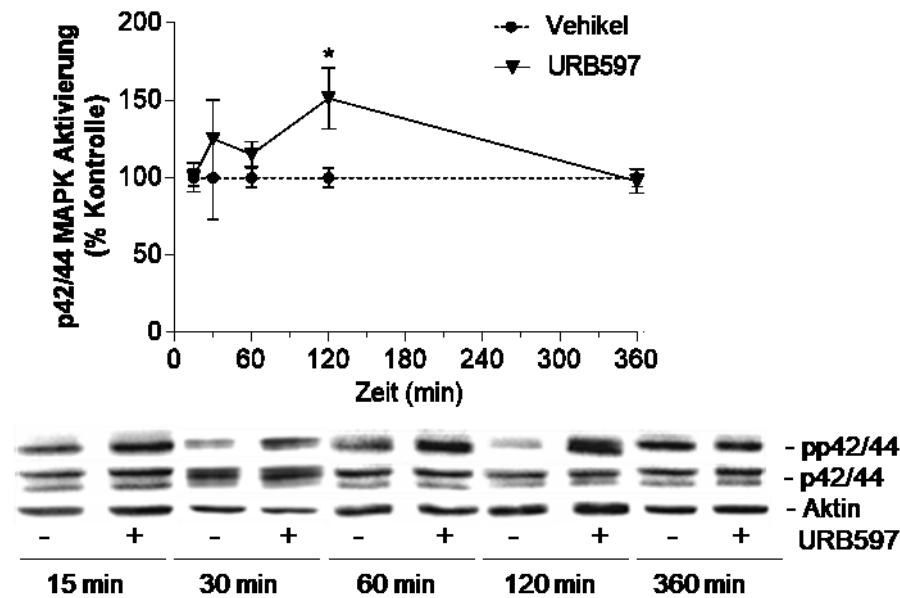 200
150
100
50
0
p42/44 MAPK Aktivierung
(% Kontrolle)
*
Vehikel
URB597
0 60 120 180 240 300 360
Zeit (min)
- pp42/44
- p42/44
- Aktin
- + - + - + - + - + URB597
15 min 30 min 60 min 120 min 360 min